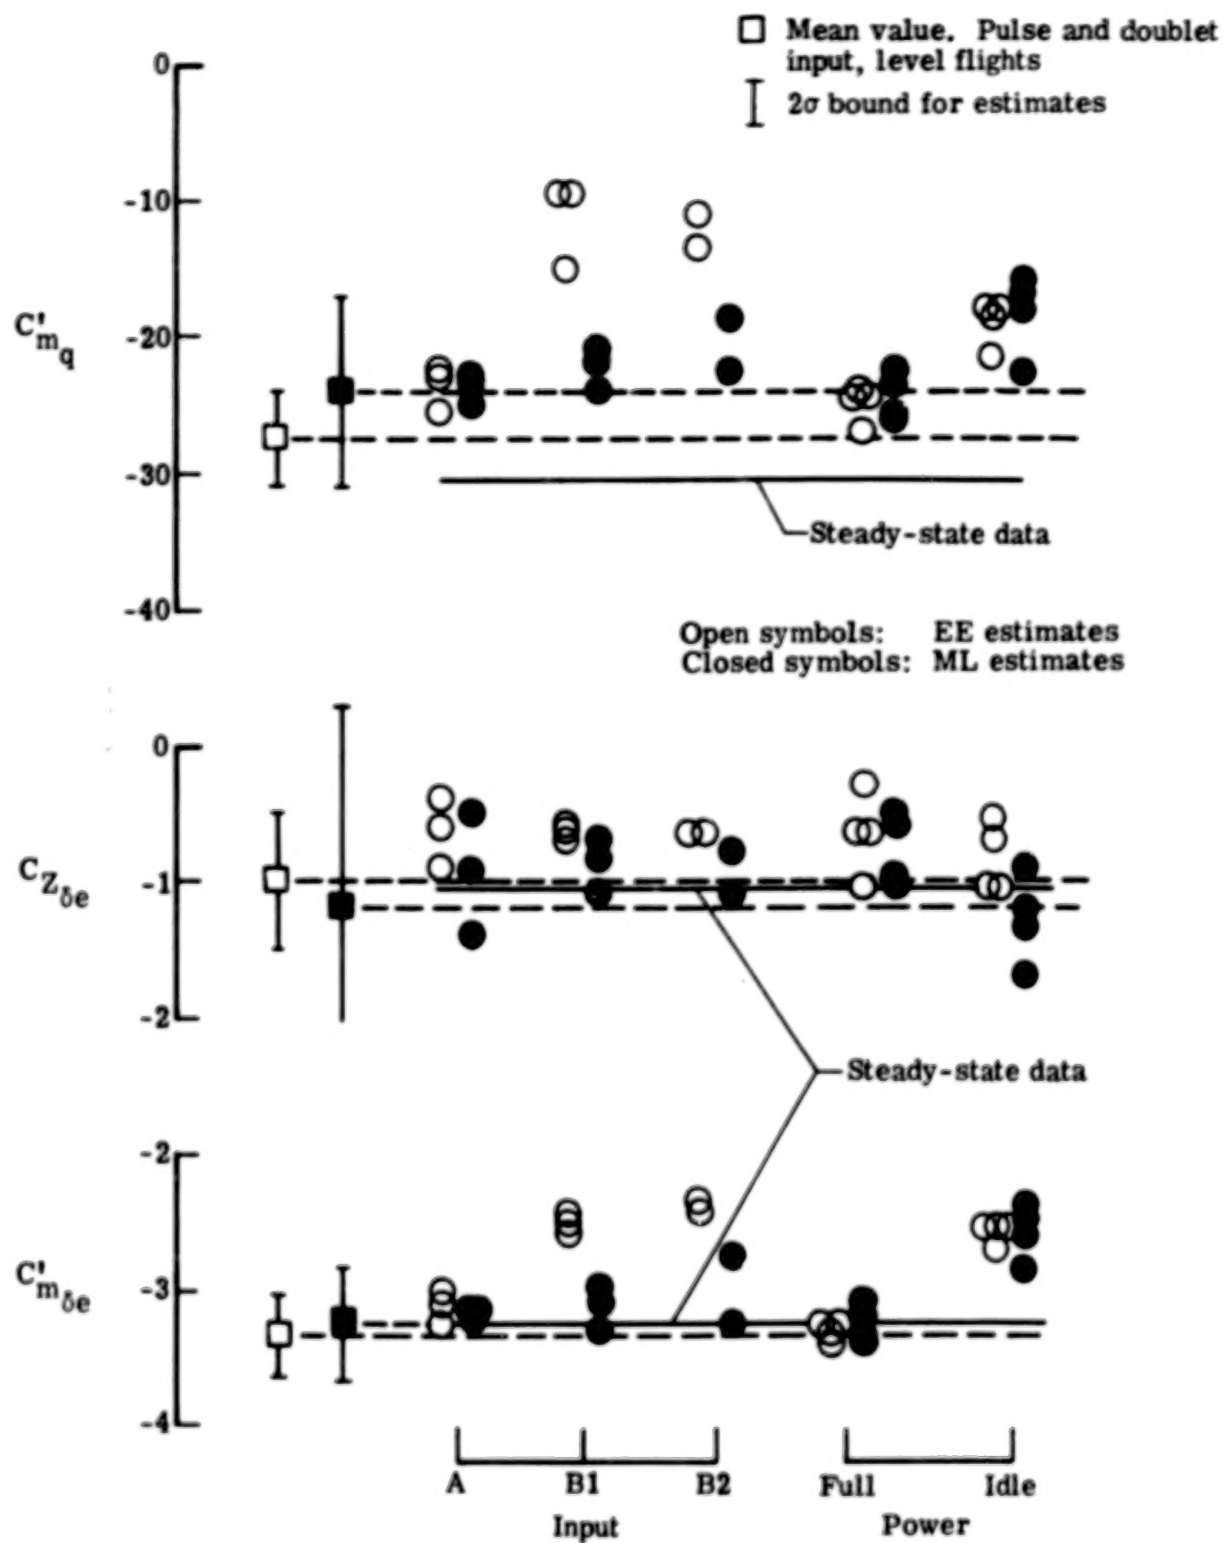 Mean value. Pulse and doublet
input, level flights
2σ bound for estimates
0
-10
-20
-30
-40
C'mq
Steady-state data
Open symbols: EE estimates
Closed symbols: ML estimates
0
-1
-2
CZδe
Steady-state data
-2
-3
-4
C'mδe
A B1 B2 Full Idle
Input Power